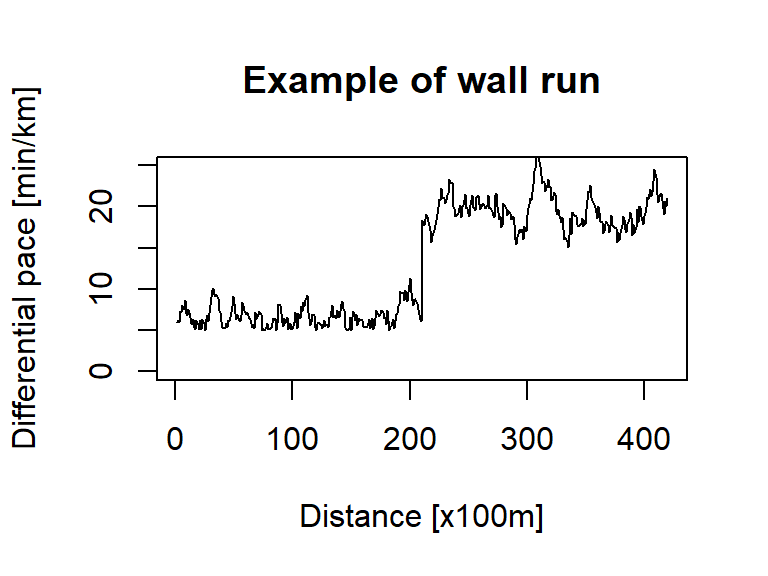 Example of wall run
Differential pace [min/km]
20
10
0
0 100 200 300 400
Distance [x100m]